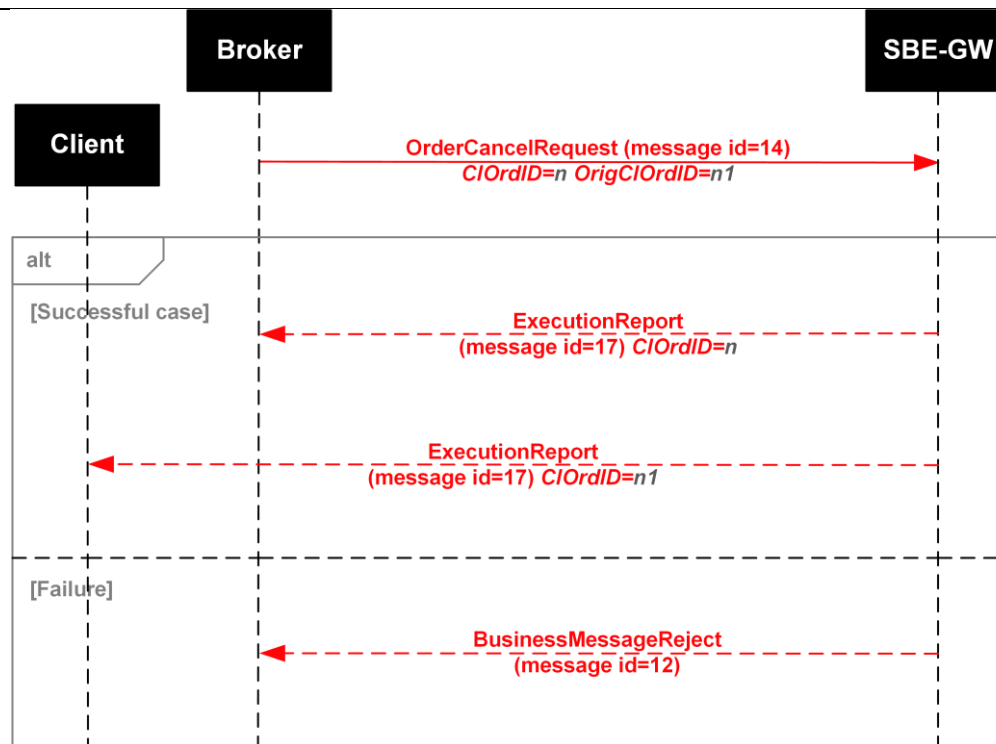 Broker
SBE-GW
Client
OrderCancelRequest (message id=14)
ClOrdID=n OrigClOrdID=n1
alt
[Successful case]
ExecutionReport
(message id=17) ClOrdID=n
ExecutionReport
(message id=17) ClOrdID=n1
[Failure]
BusinessMessageReject
(message id=12)